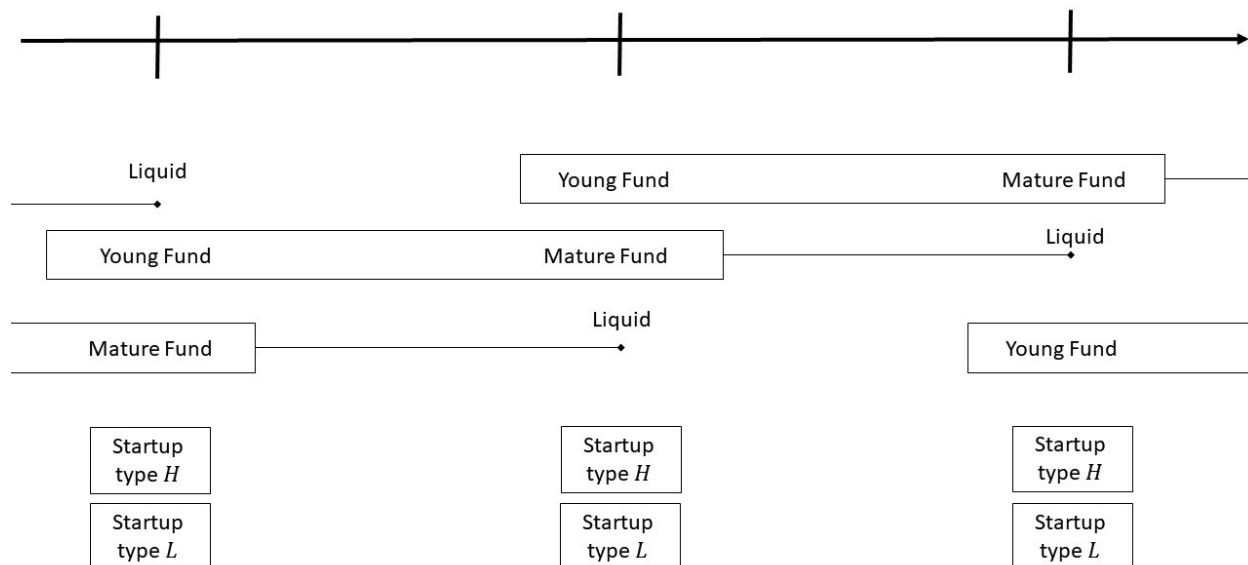 Liquid
Young Fund Mature Fund
Young Fund Mature Fund Liquid
Liquid
Mature Fund Young Fund
Startup Startup Startup
type H type H type H
Startup Startup Startup
type L type L type L